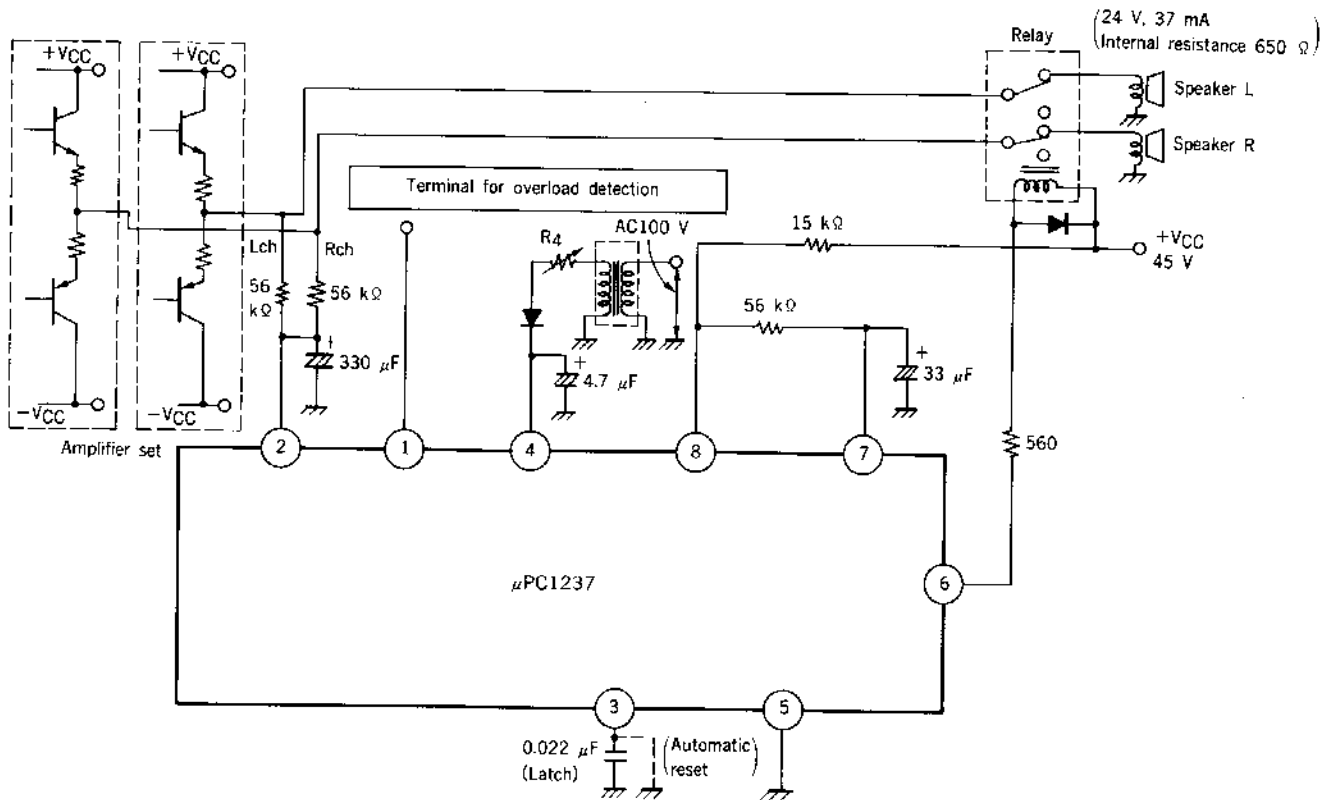 (24 V, 37 mA
Internal resistance 650 Ω)
Relay
+VCC
+VCC
Speaker L
Speaker R
Terminal for overload detection
AC100 V
15 kΩ
+VCC
45 V
R4
Lch
Rch
56 kΩ
56 kΩ
56 kΩ
+
330 μF
+
4.7 μF
+
33 μF
-VCC
-VCC
Amplifier set
2
1
4
8
7
560
μPC1237
6
3
5
0.022 μF
(Latch)
(Automatic
reset)